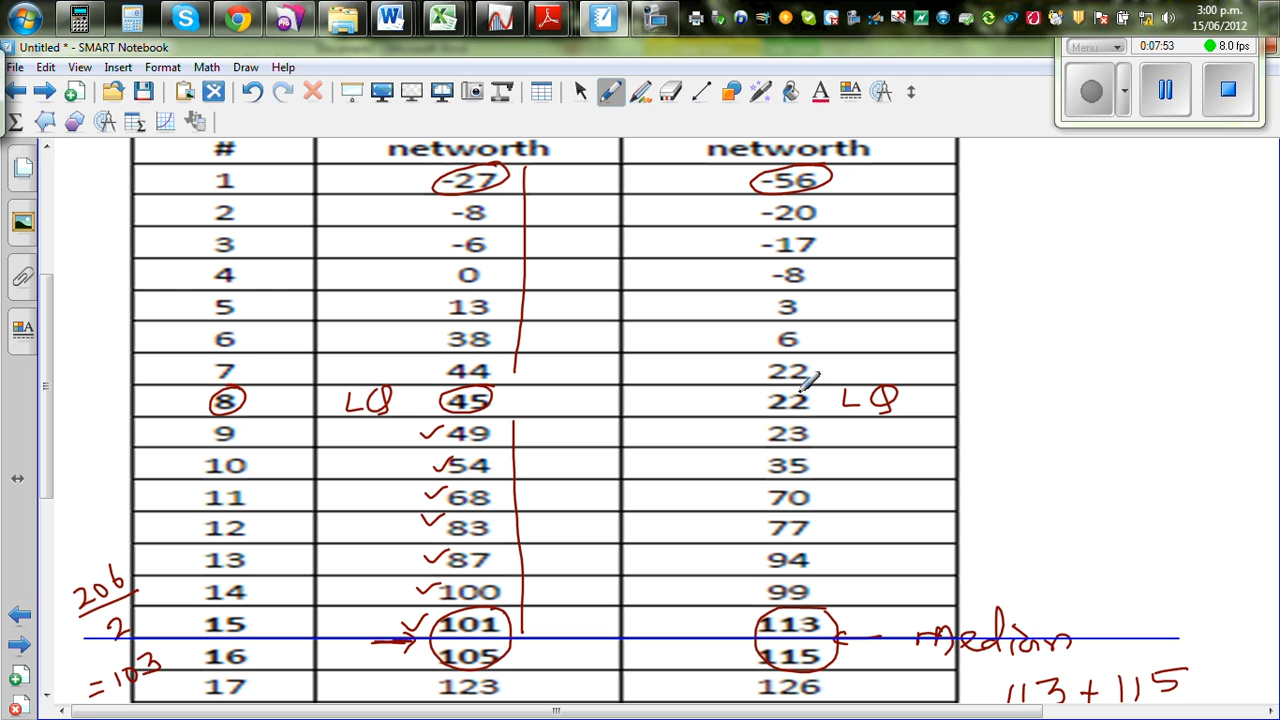 3:00 p.m.
15/06/2012
Untitled * - SMART Notebook
Menu
0:07:53
8.0 fps
File Edit View Insert Format Math Draw Help
# networth networth
1 -27 -56
2 -8 -20
3 -6 -17
4 0 -8
5 13 3
6 38 6
7 44 22
8 LQ 45 22 LQ
9 49 23
10 54 35
11 68 70
12 83 77
13 87 94
14 100 99
206
2
= 103
15 101 113
median
16 105 115
17 123 126
113 + 115